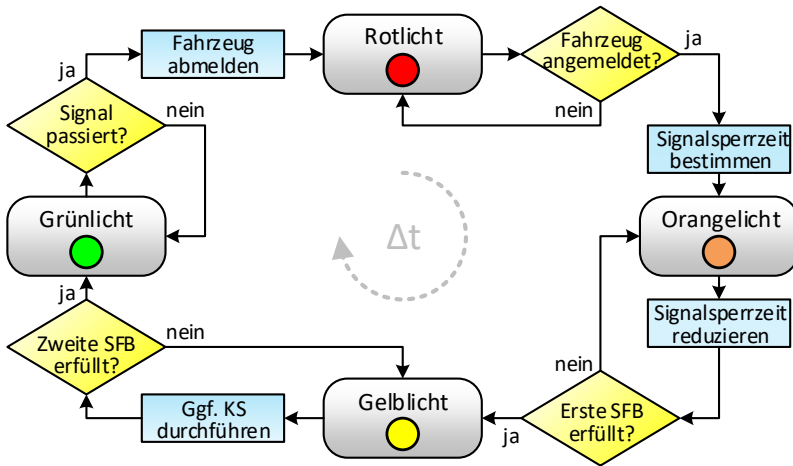 Fahrzeug
abmelden
Rotlicht
Fahrzeug
angemeldet?
ja
nein
ja
nein
Signal
passiert?
Signalsperrzeit
bestimmen
Grünlicht
Δt
Orangelicht
ja
nein
Signalsperrzeit
reduzieren
Zweite SFB
erfüllt?
nein
Gelblicht
Ggf. KS
durchführen
ja
Erste SFB
erfüllt?